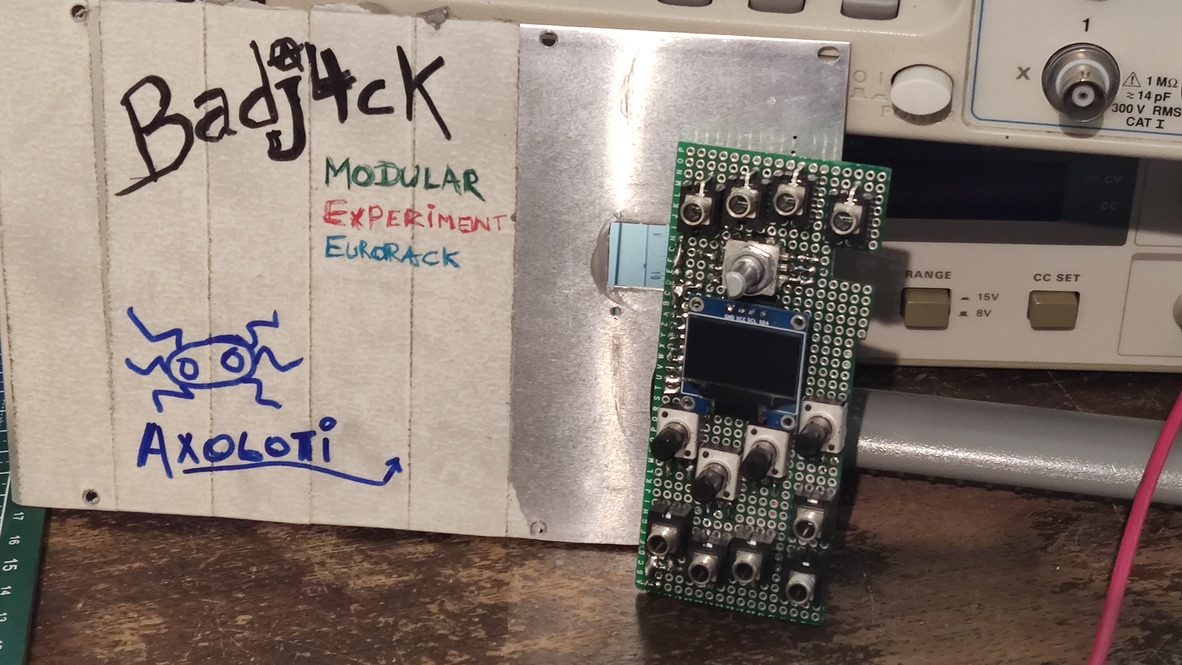 Badj4cK
MODULAR
EXPERIMENT
EURORACK
AXOLOTI
1
X
1 MΩ
≈14 pF
300 V RMS
CAT I
CV
CC
RANGE
15V
8V
CC SET
GND VCC SCL SDA
17
16
15
14
13